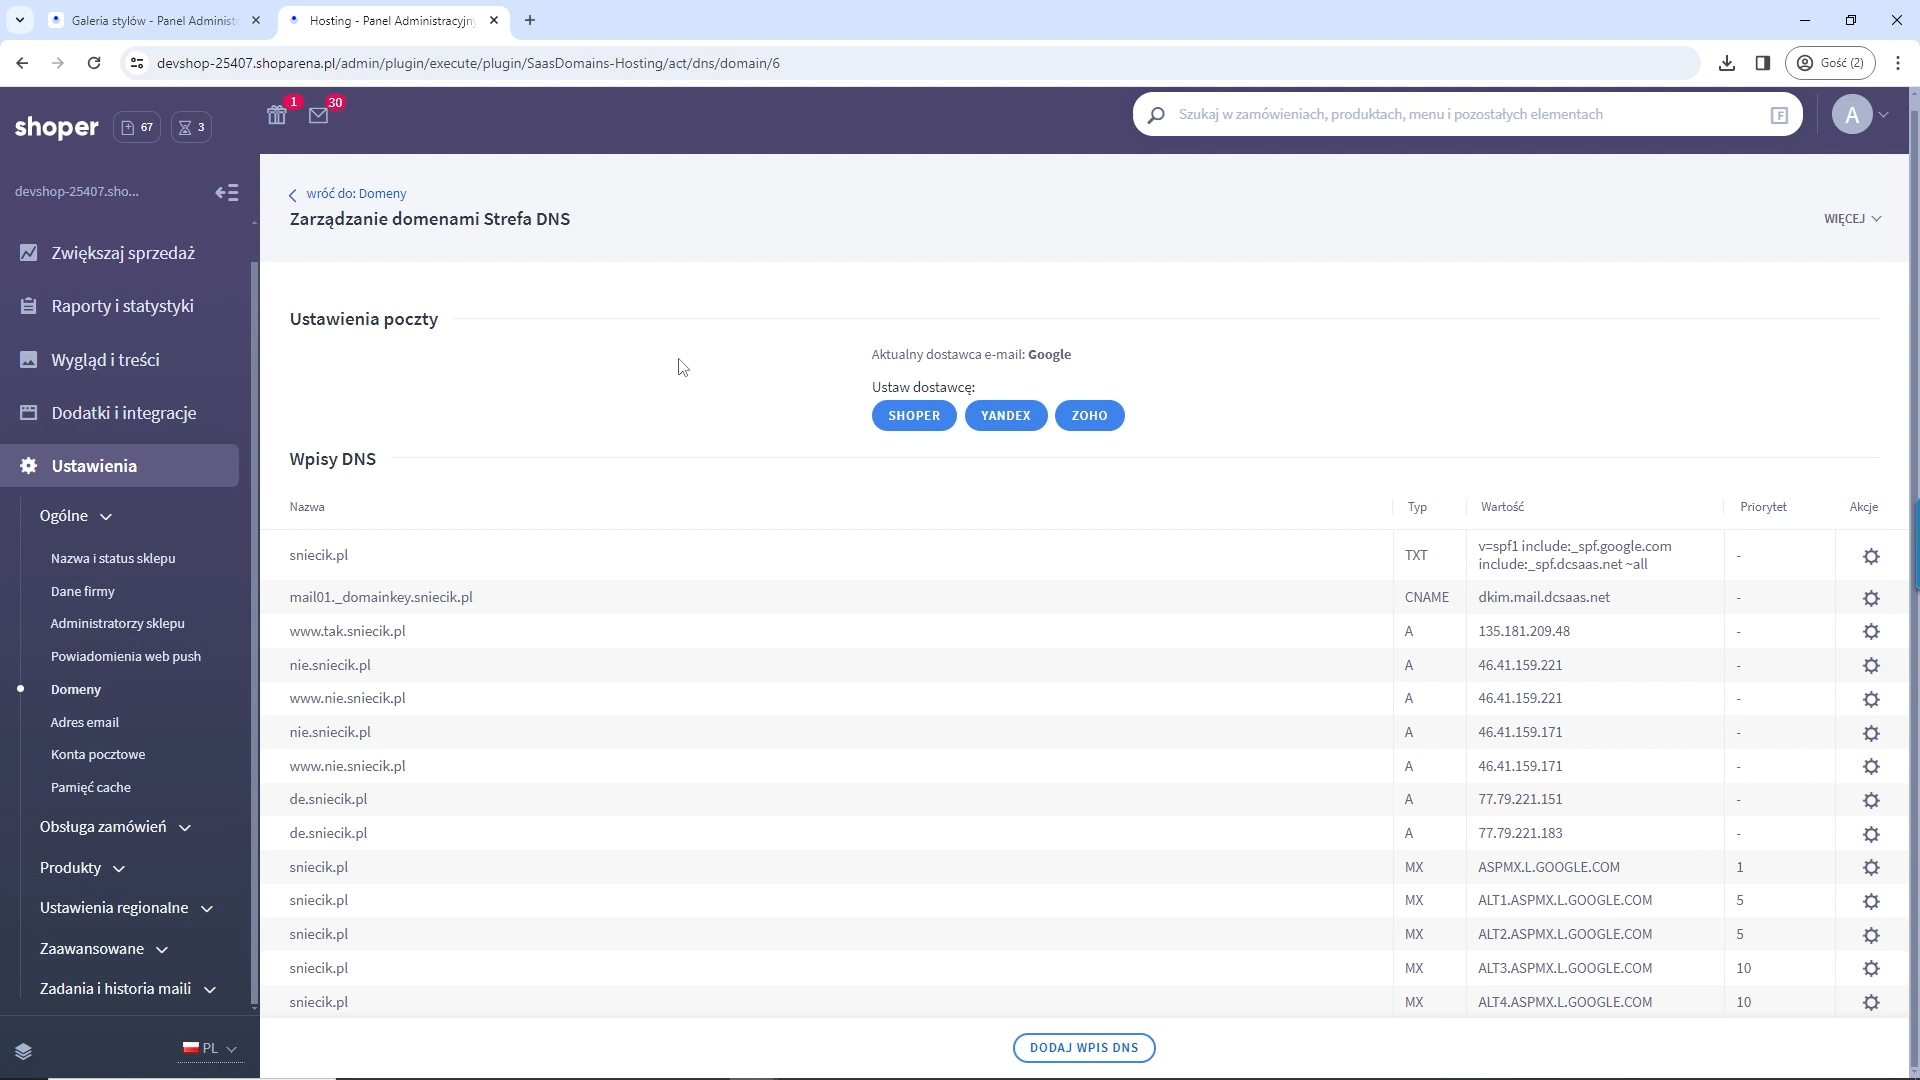 Galeria stylów - Panel Administ
Hosting - Panel Administracyjn
devshop-25407.shoparena.pl/admin/plugin/execute/plugin/SaasDomains-Hosting/act/dns/domain/6
Gość (2)
shoper
67
3
1
30
Szukaj w zamówieniach, produktach, menu i pozostałych elementach
F
A
devshop-25407.sho...
Zwiększaj sprzedaż
Raporty i statystyki
Wygląd i treści
Dodatki i integracje
Ustawienia
Ogólne
Nazwa i status sklepu
Dane firmy
Administratorzy sklepu
Powiadomienia web push
Domeny
Adres email
Konta pocztowe
Pamięć cache
Obsługa zamówień
Produkty
Ustawienia regionalne
Zaawansowane
Zadania i historia maili
PL
wróć do: Domeny
Zarządzanie domenami Strefa DNS
WIĘCEJ
Ustawienia poczty
Aktualny dostawca e-mail: Google
Ustaw dostawcę:
SHOPER YANDEX ZOHO
Wpisy DNS
Nazwa Typ Wartość Priorytet Akcje
sniecik.pl TXT v=spf1 include:_spf.google.com
include:_spf.dcsaas.net ~all -
mail01._domainkey.sniecik.pl CNAME dkim.mail.dcsaas.net -
www.tak.sniecik.pl A 135.181.209.48 -
nie.sniecik.pl A 46.41.159.221 -
www.nie.sniecik.pl A 46.41.159.221 -
nie.sniecik.pl A 46.41.159.171 -
www.nie.sniecik.pl A 46.41.159.171 -
de.sniecik.pl A 77.79.221.151 -
de.sniecik.pl A 77.79.221.183 -
sniecik.pl MX ASPMX.L.GOOGLE.COM 1
sniecik.pl MX ALT1.ASPMX.L.GOOGLE.COM 5
sniecik.pl MX ALT2.ASPMX.L.GOOGLE.COM 5
sniecik.pl MX ALT3.ASPMX.L.GOOGLE.COM 10
sniecik.pl MX ALT4.ASPMX.L.GOOGLE.COM 10
DODAJ WPIS DNS